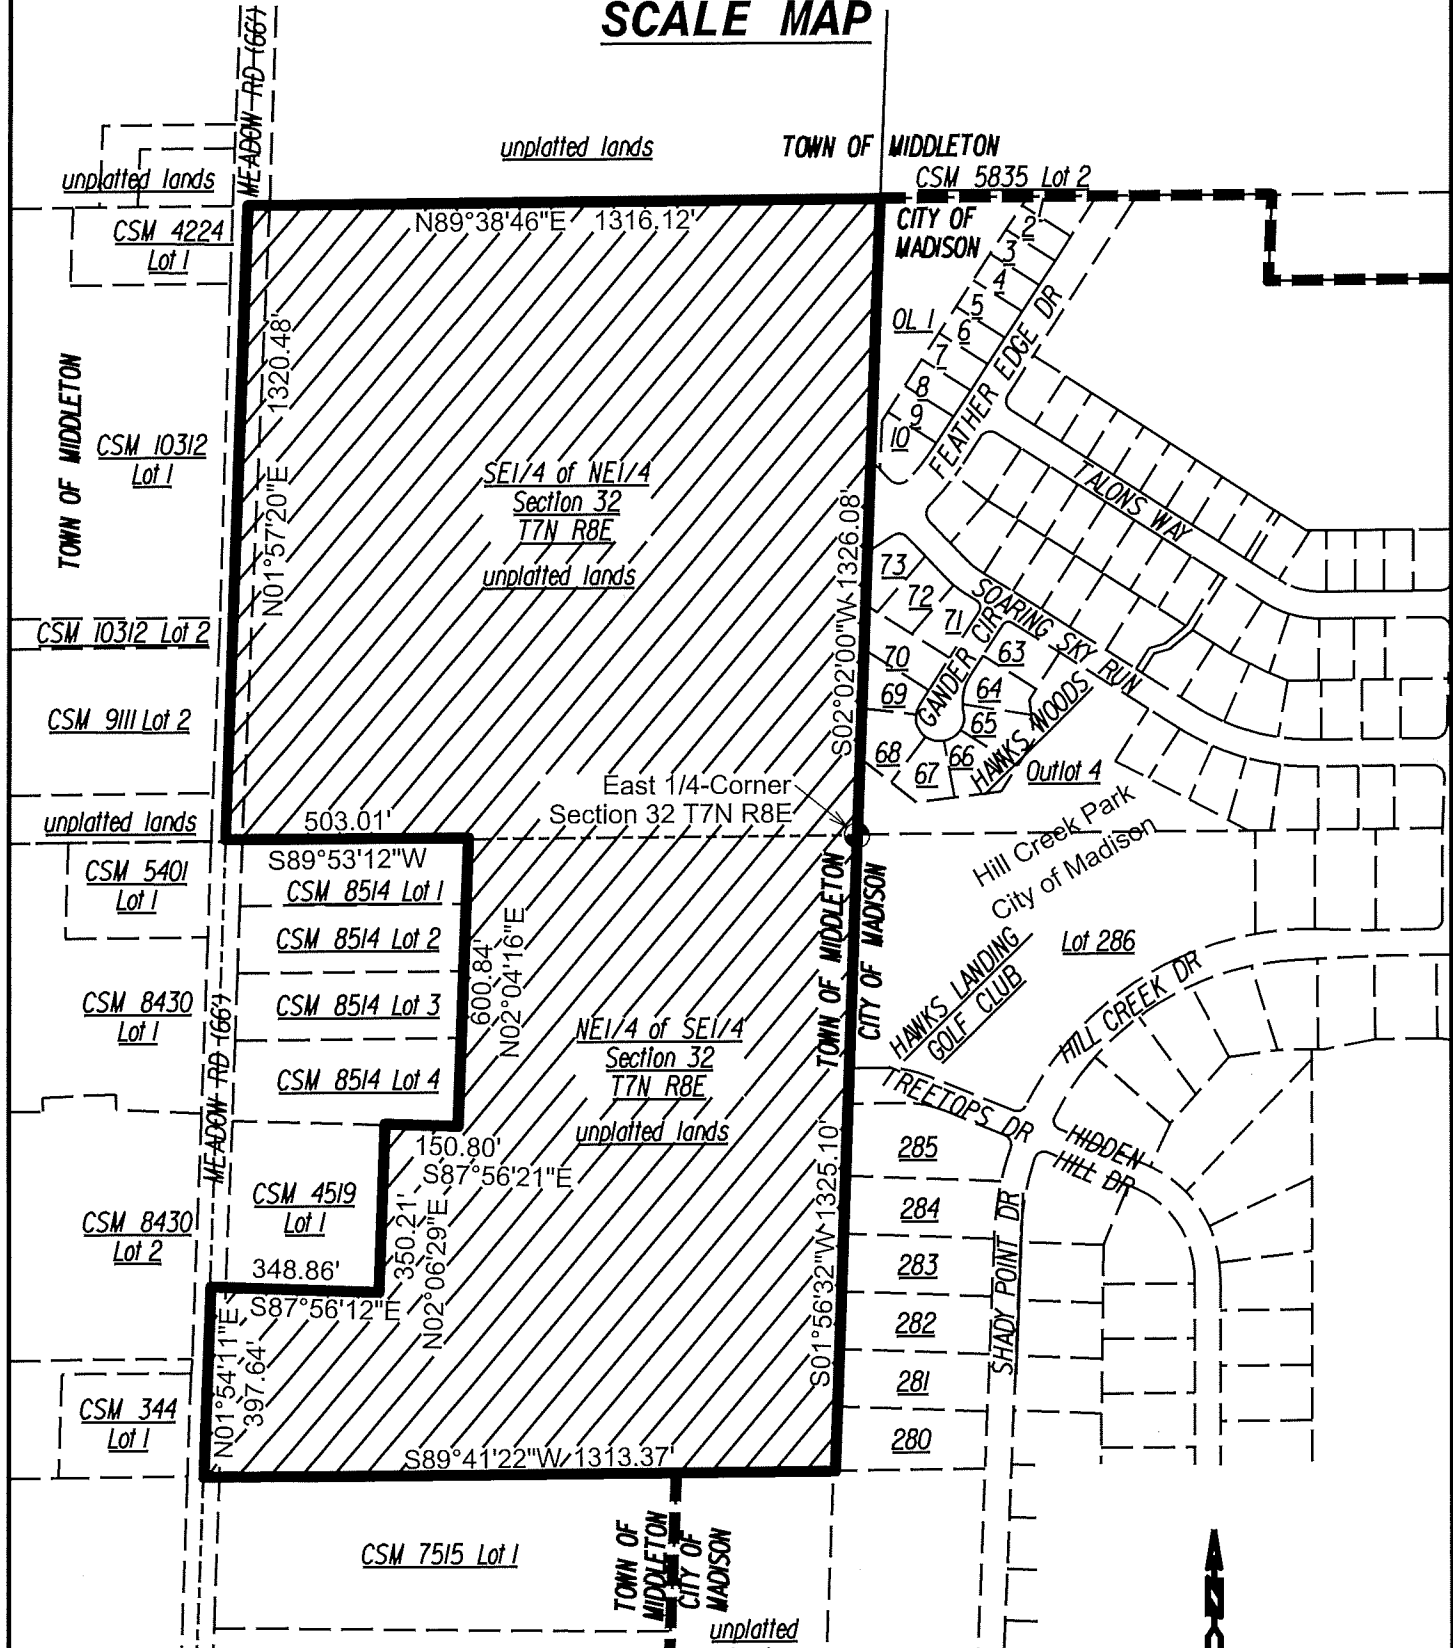 SCALE MAP
MEADOW RD (66')
unplatted lands
TOWN OF MIDDLETON
CSM 5835 Lot 2
unplatted lands
N89°38'46"E 1316.12'
CITY OF
MADISON
CSM 4224
Lot 1
1
2
3
4
5
6
7
8
9
10
OL 1
FEATHER EDGE DR
N01°57'20"E 1320.48'
TOWN OF MIDDLETON
CSM 10312
Lot 1
SE1/4 of NE1/4
Section 32
T7N R8E
unplatted lands
TALONS WAY
S02°02'00"W 1326.08'
73
72
71
70
69
68
67
66
65
64
63
GANDER CIR
SOARING SKY RUN
HAWKS WOODS
Outlot 4
CSM 10312 Lot 2
CSM 9111 Lot 2
East 1/4-Corner
Section 32 T7N R8E
unplatted lands
503.01'
S89°53'12"W
Hill Creek Park
City of Madison
CSM 5401
Lot 1
CSM 8514 Lot 1
CSM 8514 Lot 2
CSM 8514 Lot 3
CSM 8514 Lot 4
600.84'
N02°04'16"E
TOWN OF MIDDLETON
CITY OF MADISON
HAWKS LANDING
GOLF CLUB
Lot 286
HILL CREEK DR
CSM 8430
Lot 1
MEADOW RD (66')
NE1/4 of SE1/4
Section 32
T7N R8E
unplatted lands
TREETOPS DR
HIDDEN
HILL DR
150.80'
S87°56'21"E
CSM 4519
Lot 1
350.21'
N02°06'29"E
CSM 8430
Lot 2
348.86'
S87°56'12"E
S01°56'32"W 1325.10'
285
284
283
282
281
280
SHADY POINT DR
N01°54'11"E
397.64'
CSM 344
Lot 1
S89°41'22"W 1313.37'
CSM 7515 Lot 1
TOWN OF
MIDDLETON
CITY OF
MADISON
unplatted
N